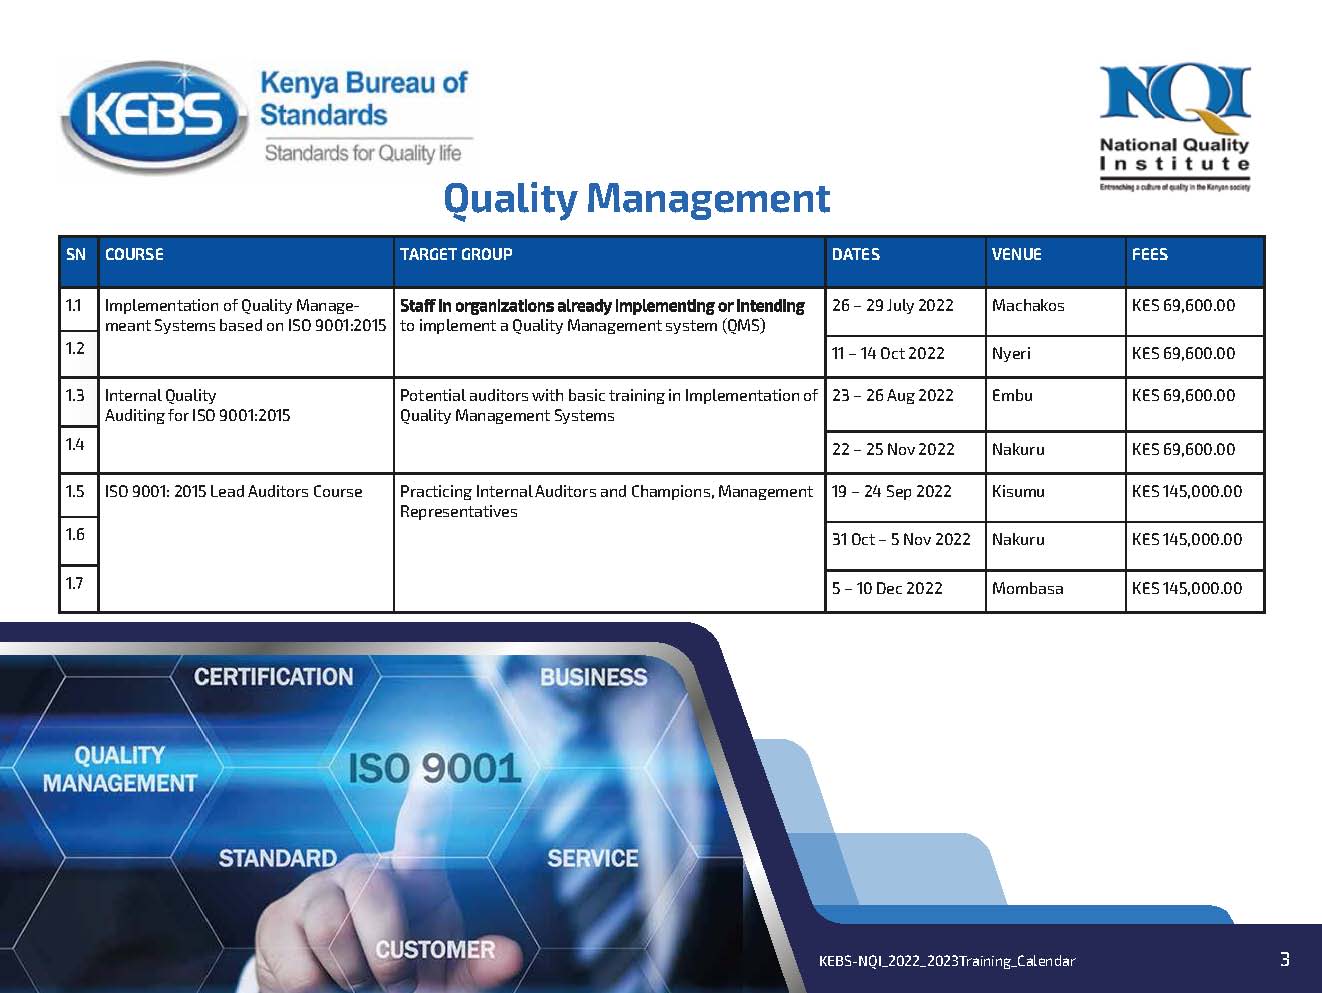 KEBS
Kenya Bureau of
Standards
Standards for Quality life
NQI
National Quality
Institute
Entrenching a culture of quality in the Kenyan society
Quality Management
SN COURSE TARGET GROUP DATES VENUE FEES
1.1 Implementation of Quality Manage- Staff in organizations already implementing or intending 26 – 29 July 2022 Machakos KES 69,600.00
meant Systems based on ISO 9001:2015 to implement a Quality Management system (QMS)
1.2 11 – 14 Oct 2022 Nyeri KES 69,600.00
1.3 Internal Quality Potential auditors with basic training in Implementation of 23 – 26 Aug 2022 Embu KES 69,600.00
Auditing for ISO 9001:2015 Quality Management Systems
1.4 22 – 25 Nov 2022 Nakuru KES 69,600.00
1.5 ISO 9001: 2015 Lead Auditors Course Practicing Internal Auditors and Champions, Management 19 – 24 Sep 2022 Kisumu KES 145,000.00
Representatives
1.6 31 Oct – 5 Nov 2022 Nakuru KES 145,000.00
1.7 5 – 10 Dec 2022 Mombasa KES 145,000.00
CERTIFICATION
BUSINESS
QUALITY
MANAGEMENT
ISO 9001
STANDARD
SERVICE
CUSTOMER
KEBS-NQI_2022_2023Training_Calendar
3